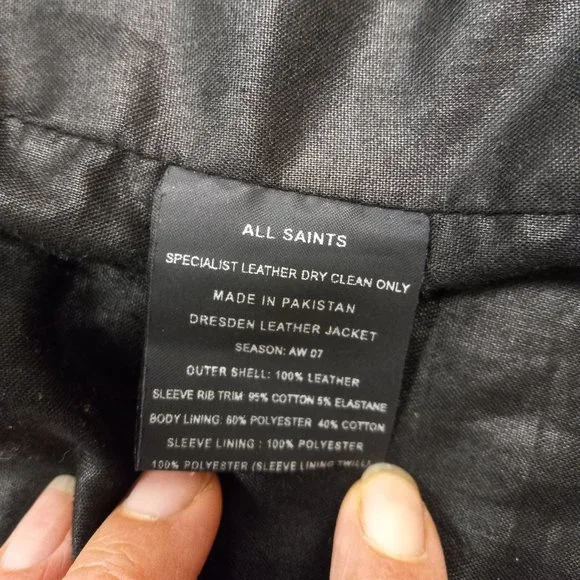 ALL SAINTS
SPECIALIST LEATHER DRY CLEAN ONLY
MADE IN PAKISTAN
DRESDEN LEATHER JACKET
SEASON: AW 07
OUTER SHELL: 100% LEATHER
SLEEVE RIB TRIM: 95% COTTON 5% ELASTANE
BODY LINING: 60% POLYESTER 40% COTTON
SLEEVE LINING : 100% POLYESTER
100% POLYESTER (SLEEVE LINING TWILL)